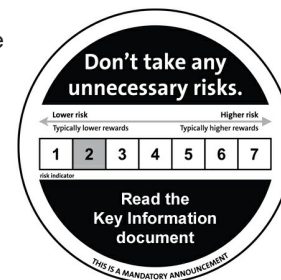 e
Don't take any
unnecessary risks.
Lower risk Higher risk
Typically lower rewards Typically higher rewards
1 2 3 4 5 6 7
risk indicator
Read the
Key Information
document
THIS IS A MANDATORY ANNOUNCEMENT